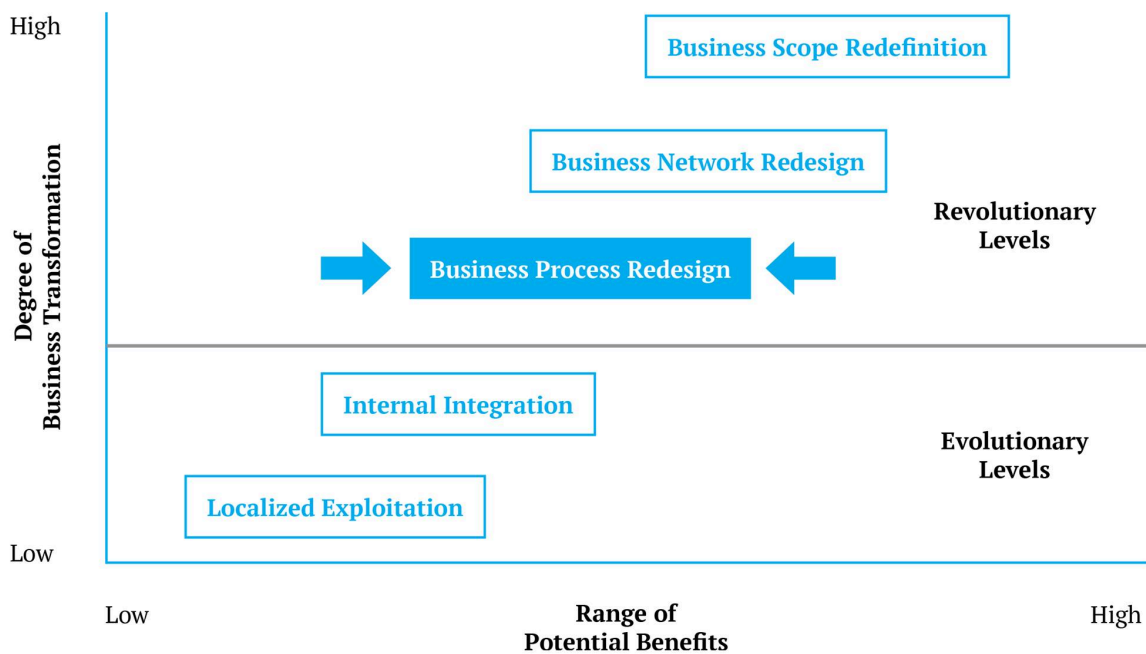 High
Business Scope Redefinition
Business Network Redesign
Revolutionary
Levels
Business Process Redesign
Degree of
Business Transformation
Internal Integration
Evolutionary
Levels
Localized Exploitation
Low
Low
Range of
Potential Benefits
High